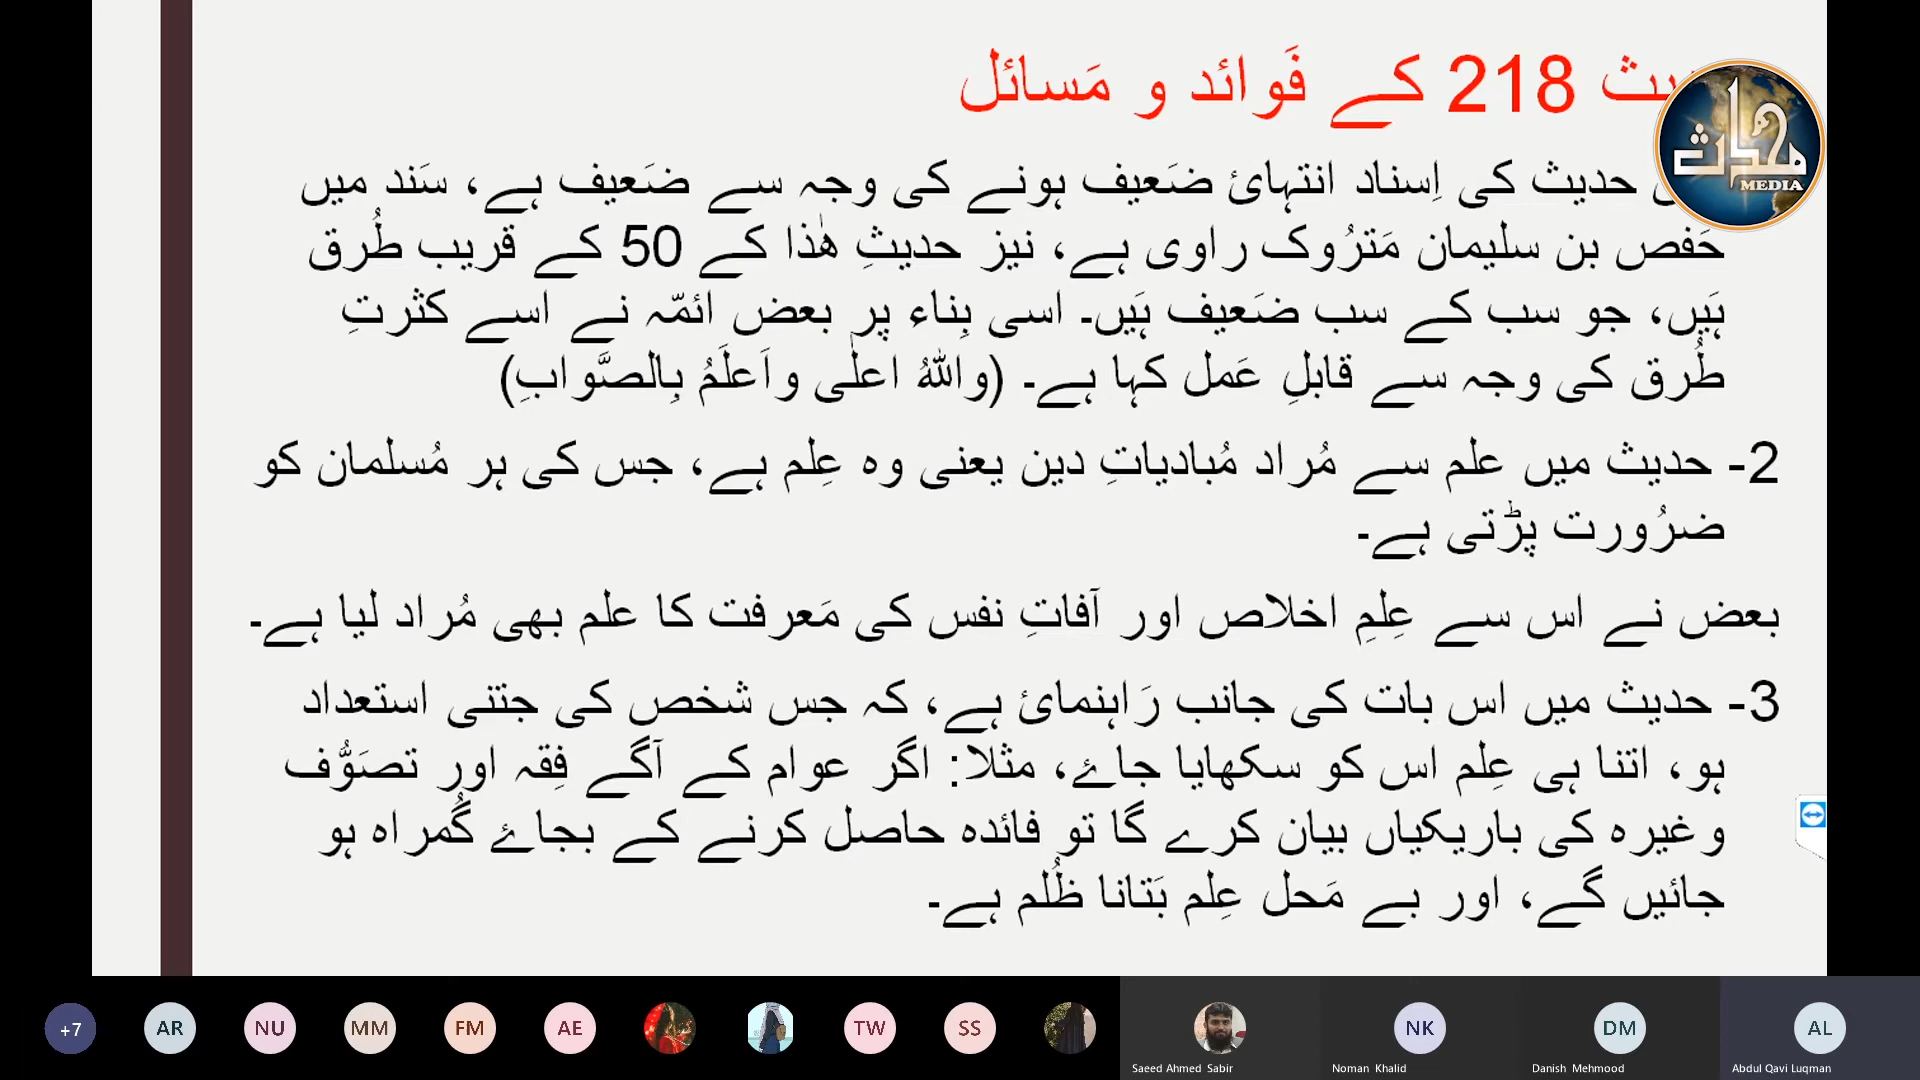 218 کے فَوائد و مَسائل
حدیث کی اِسناد انتہائ ضَعیف ہونے کی وجہ سے ضَعیف ہے، سَند میں
حَفص بن سلیمان مَترُوک راوی ہے، نیز حدیثِ ھٰذا کے 50 کے قریب طُرق
ہَیں، جو سب کے سب ضَعیف ہَیں۔ اسی بِناء پر بعض ائمّہ نے اسے کثرتِ
طُرق کی وجہ سے قابلِ عَمل کہا ہے۔ (واللہُ اعلٰی واَعلَمُ بِالصَّوابِ)
2- حدیث میں علم سے مُراد مُبادیاتِ دین یعنی وہ عِلم ہے، جس کی ہر مُسلمان کو
ضرُورت پڑتی ہے۔
بعض نے اس سے عِلمِ اخلاص اور آفاتِ نفس کی مَعرفت کا علم بھی مُراد لیا ہے۔
3- حدیث میں اس بات کی جانب رَاہنمائ ہے، کہ جس شخص کی جتنی استعداد
ہو، اتنا ہی عِلم اس کو سکھایا جاۓ، مثلا: اگر عوام کے آگے فِقہ اور تصَوُّف
وغیرہ کی باریکیاں بیان کرے گا تو فائدہ حاصل کرنے کے بجاۓ گُمراہ ہو
جائیں گے، اور بے مَحل عِلم بَتانا ظُلم ہے۔
محدث
MEDIA
+7 AR NU MM FM AE TW SS NK DM AL
Saeed Ahmed Sabir Noman Khalid Danish Mehmood Abdul Qavi Luqman